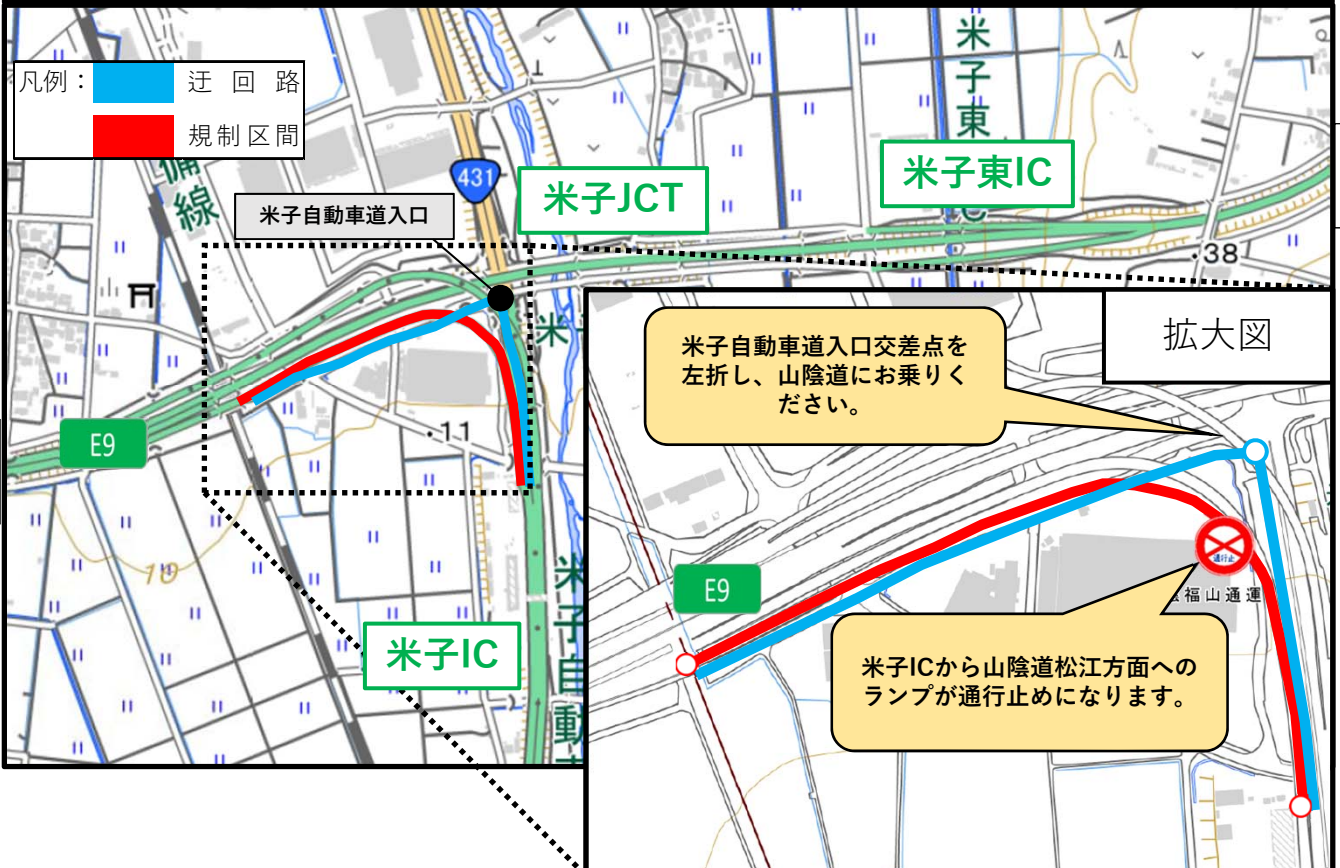 凡例：
迂回路
規制区間
備線
431
米子自動車道入口
米子JCT
米子東
米子東IC
38
米子
E9
11
10
米子IC
米子自動
拡大図
米子自動車道入口交差点を
左折し、山陰道にお乗りく
ださい。
E9
通行止
福山通運
米子ICから山陰道松江方面への
ランプが通行止めになります。